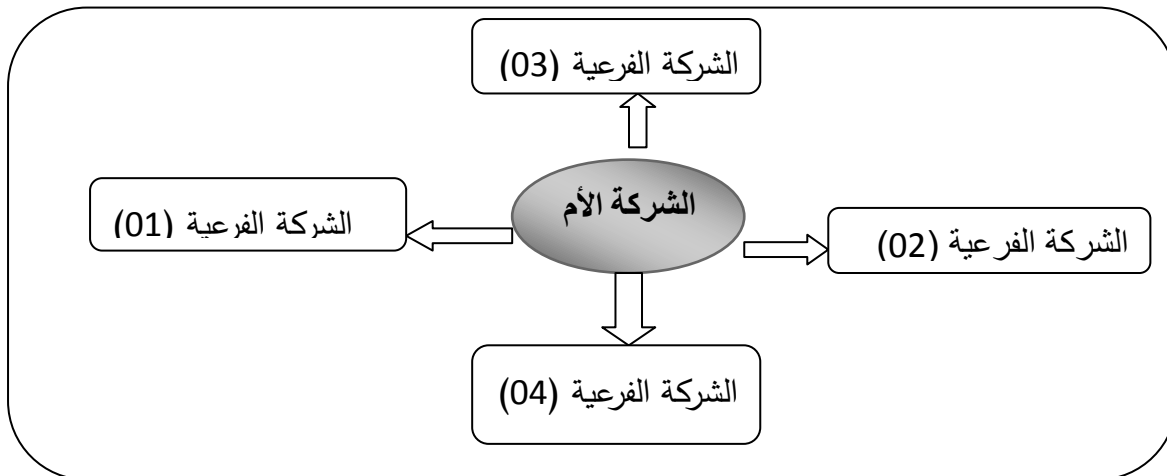 الشركة الفرعية (03)
الشركة الأم
الشركة الفرعية (01)
الشركة الفرعية (02)
الشركة الفرعية (04)